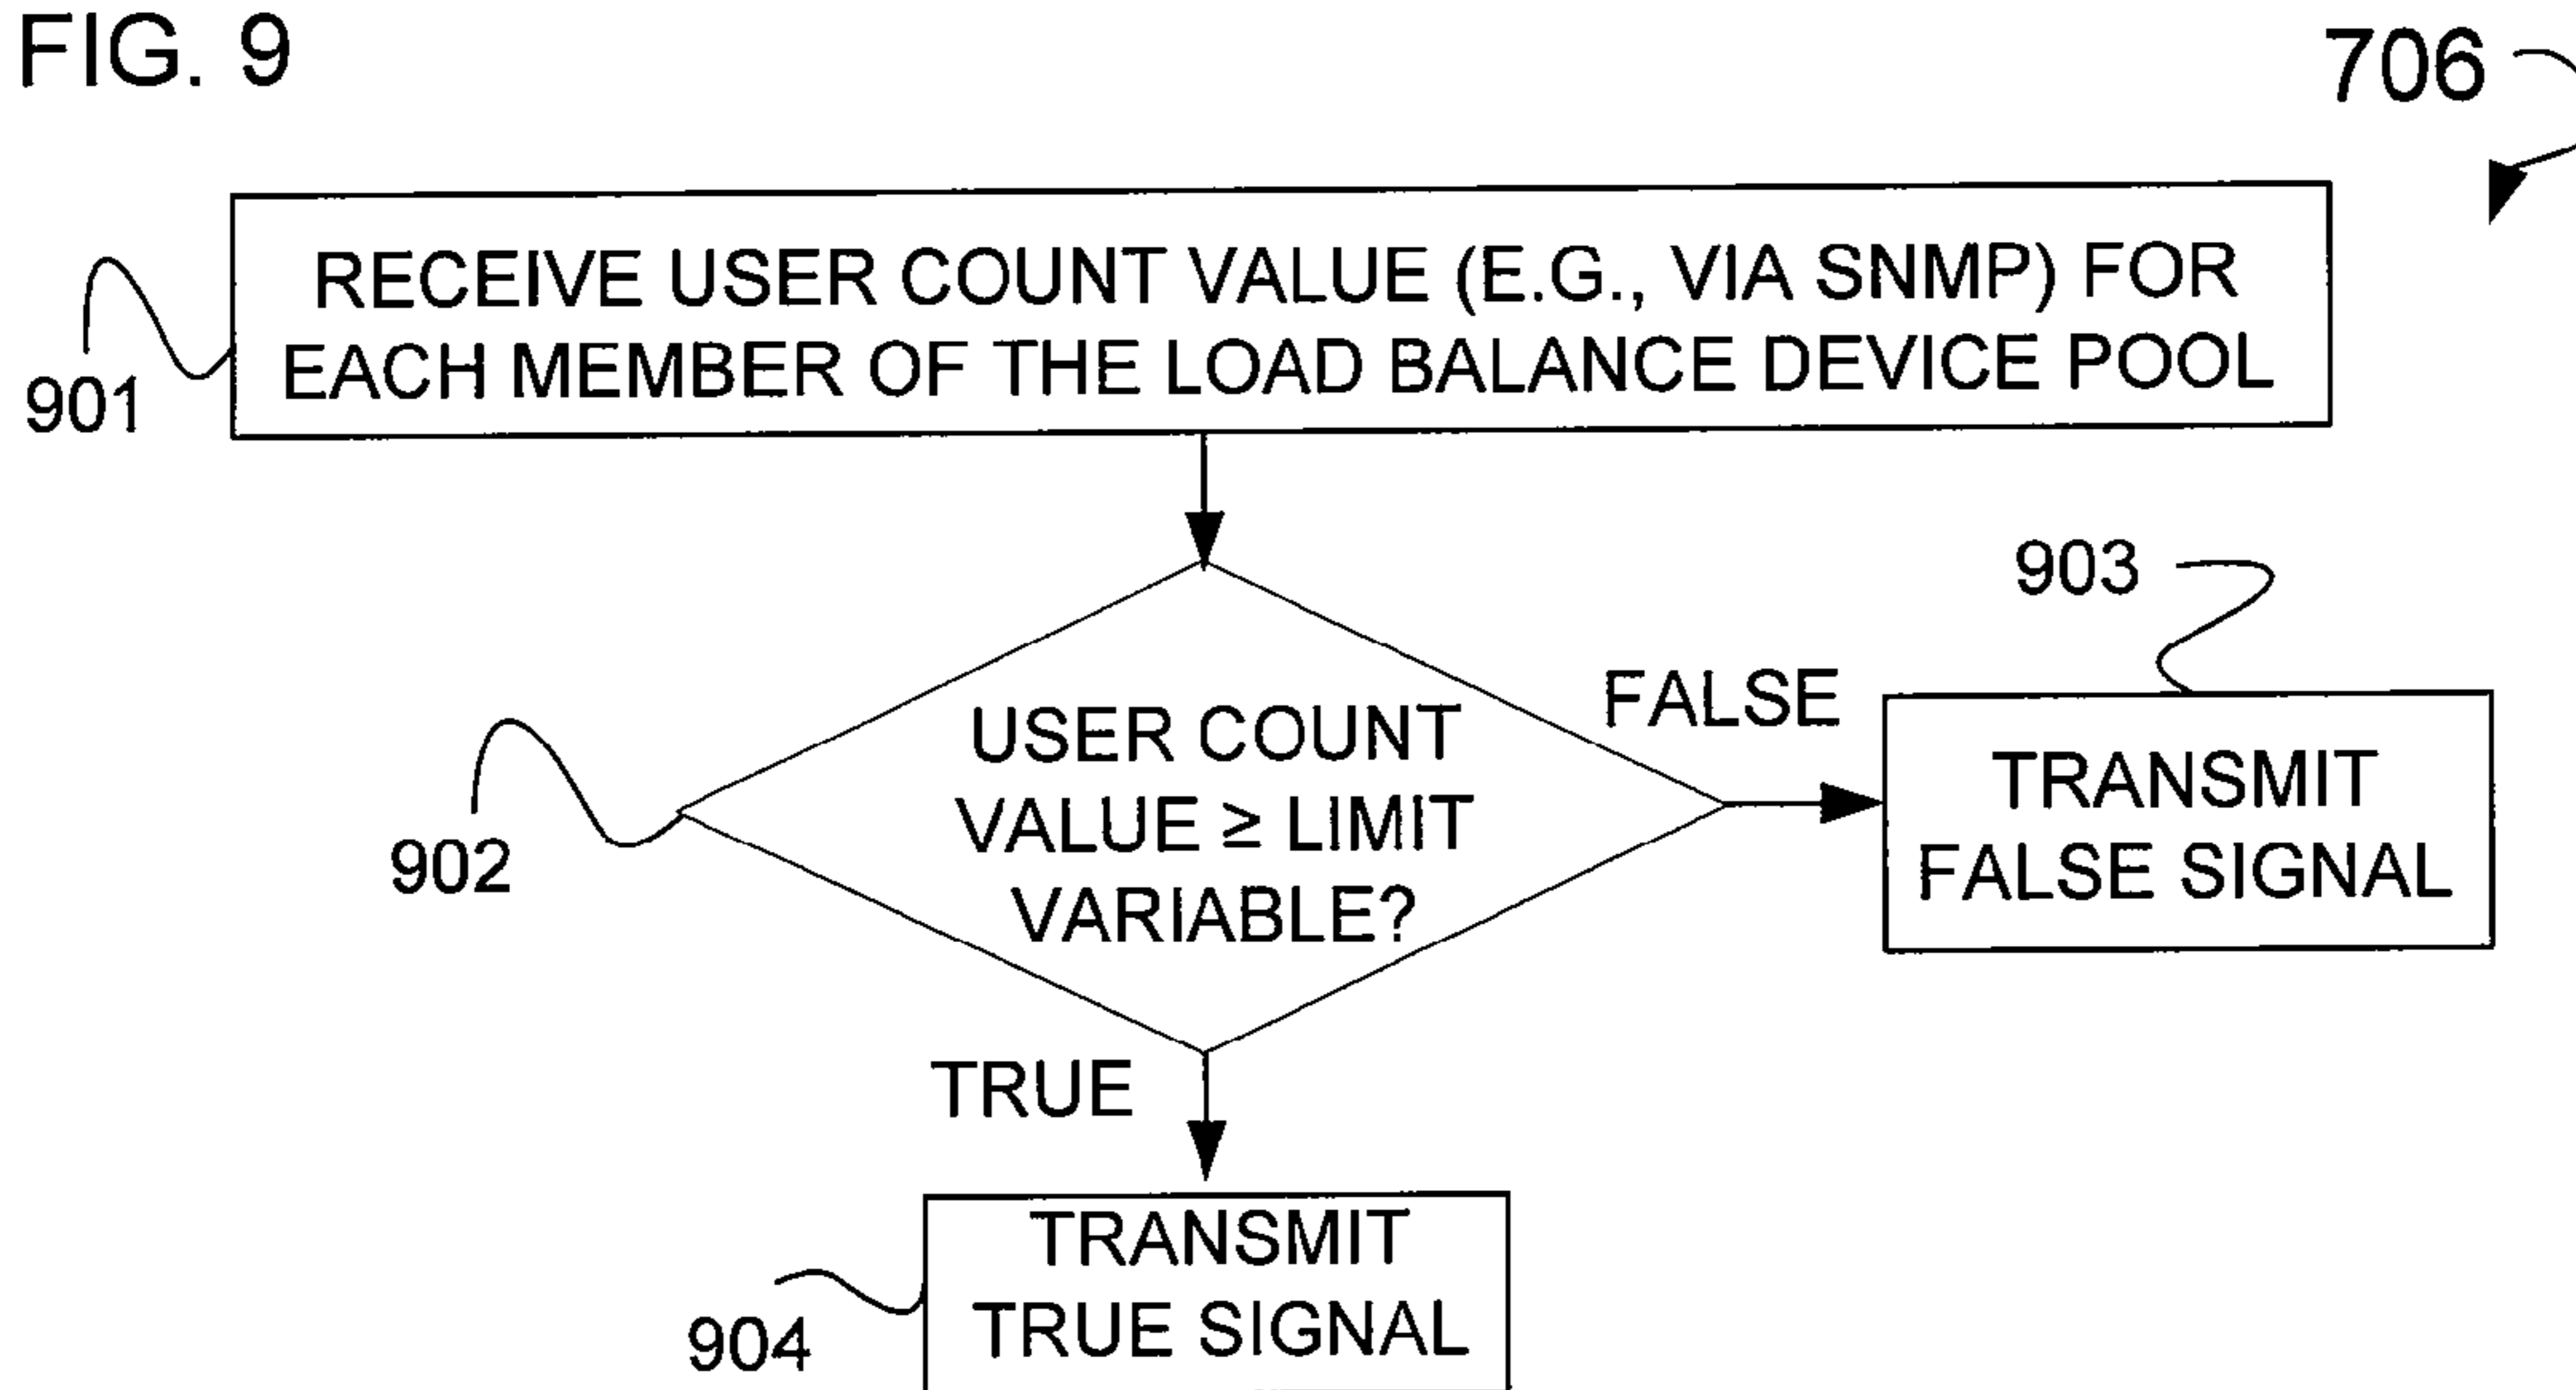 FIG. 9
706
RECEIVE USER COUNT VALUE (E.G., VIA SNMP) FOR
EACH MEMBER OF THE LOAD BALANCE DEVICE POOL
901
903
FALSE
USER COUNT
VALUE ≥ LIMIT
VARIABLE?
902
TRANSMIT
FALSE SIGNAL
TRUE
TRANSMIT
TRUE SIGNAL
904